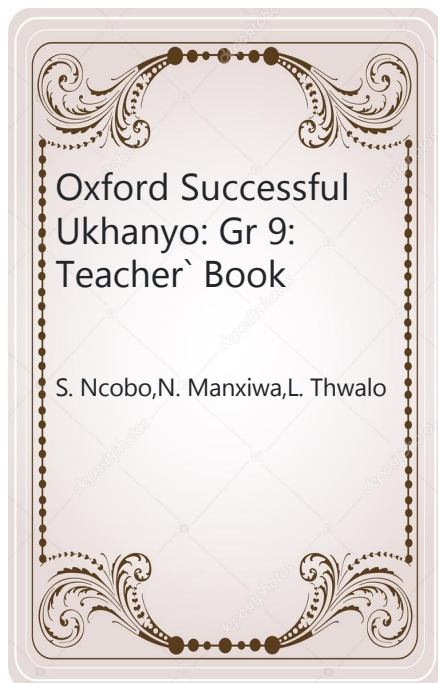 Oxford Successful
Ukhanyo: Gr 9:
Teacher` Book
S. Ncobo,N. Manxiwa,L. Thwalo